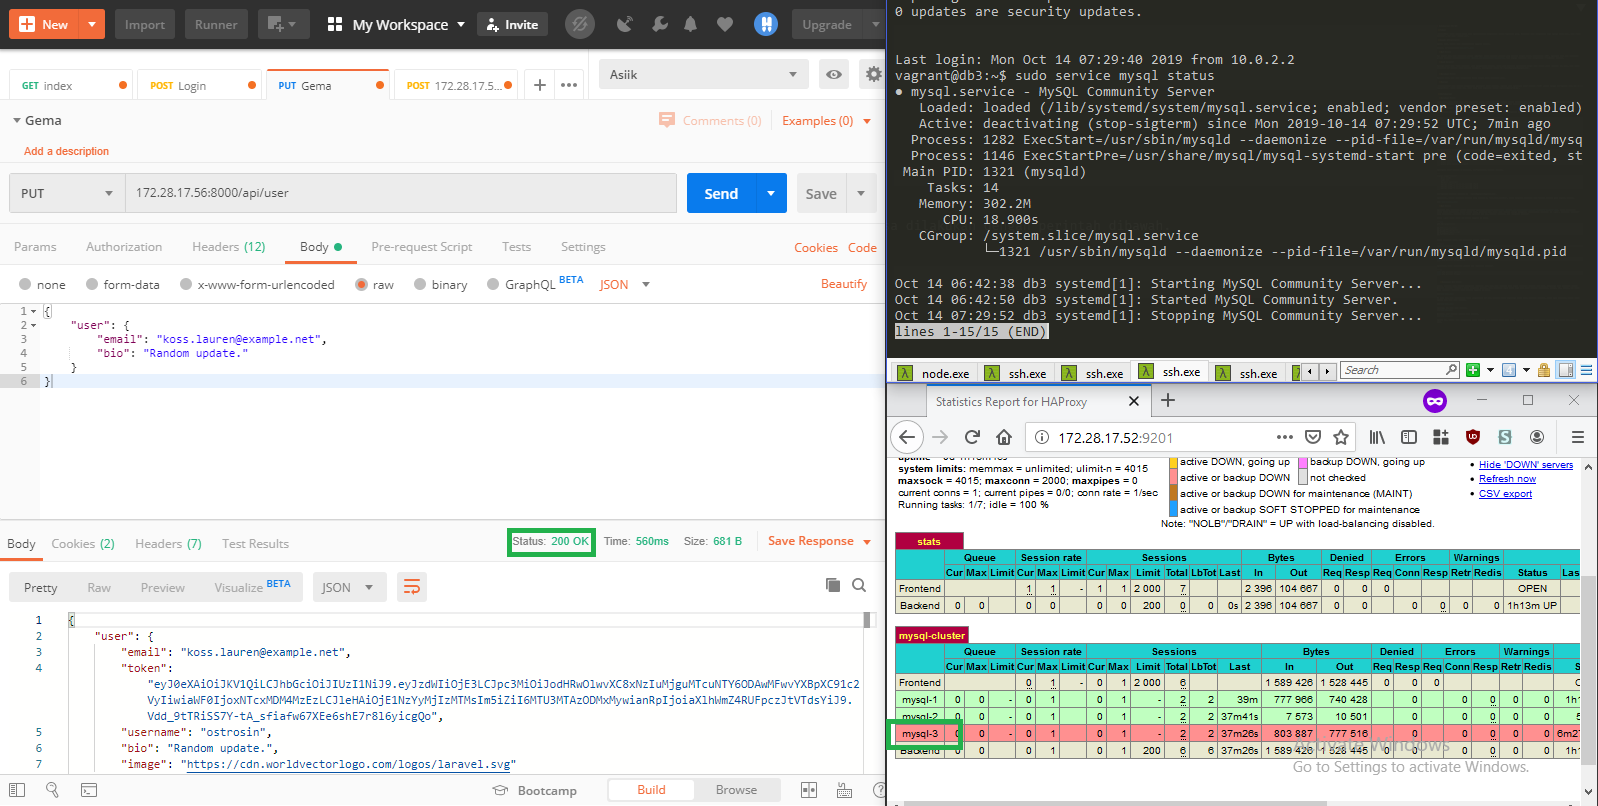 New
Import
Runner
My Workspace
Invite
Upgrade
GET index
POST Login
PUT Gema
POST 172.28.17.5...
Asiik
Gema
Comments (0)
Examples (0)
Add a description
PUT
172.28.17.56:8000/api/user
Send
Save
Params Authorization Headers (12) Body Pre-request Script Tests Settings Cookies Code
none form-data x-www-form-urlencoded raw binary GraphQL BETA JSON Beautify
1 {
2 "user": {
3 "email": "koss.lauren@example.net",
4 "bio": "Random update."
5 }
6 }
Body Cookies (2) Headers (7) Test Results
Status: 200 OK Time: 560ms Size: 681 B Save Response
Pretty Raw Preview Visualize BETA JSON
1 {
2 "user": {
3 "email": "koss.lauren@example.net",
4 "token":
5 "username": "ostrosin",
6 "bio": "Random update.",
7 "image": "https://cdn.worldvectorlogo.com/logos/laravel.svg"
Bootcamp
Build
Browse
0 updates are security updates.
Last login: Mon Oct 14 07:29:40 2019 from 10.0.2.2
vagrant@db3:~$ sudo service mysql status
● mysql.service - MySQL Community Server
Loaded: loaded (/lib/systemd/system/mysql.service; enabled; vendor preset: enabled)
Active: deactivating (stop-sigterm) since Mon 2019-10-14 07:29:52 UTC; 7min ago
Process: 1282 ExecStart=/usr/sbin/mysqld --daemonize --pid-file=/var/run/mysqld/mysq
Process: 1146 ExecStartPre=/usr/share/mysql/mysql-systemd-start pre (code=exited, st
Main PID: 1321 (mysqld)
Tasks: 14
Memory: 302.2M
CPU: 18.900s
CGroup: /system.slice/mysql.service
└─1321 /usr/sbin/mysqld --daemonize --pid-file=/var/run/mysqld/mysqld.pid
Oct 14 06:42:38 db3 systemd[1]: Starting MySQL Community Server...
Oct 14 06:42:50 db3 systemd[1]: Started MySQL Community Server.
Oct 14 07:29:52 db3 systemd[1]: Stopping MySQL Community Server...
lines 1-15/15 (END)
node.exe ssh.exe ssh.exe ssh.exe ssh.exe Search
Statistics Report for HAProxy
172.28.17.52:9201
system limits: memmax = unlimited; ulimit-n = 4015
maxsock = 4015; maxconn = 2000; maxpipes = 0
current conns = 1; current pipes = 0/0; conn rate = 1/sec
Running tasks: 1/7; idle = 100 %
active DOWN, going up backup DOWN, going up
active or backup DOWN not checked
active or backup DOWN for maintenance (MAINT)
active or backup SOFT STOPPED for maintenance
Note: "NOLB"/"DRAIN" = UP with load-balancing disabled.
Hide 'DOWN' servers
Refresh now
CSV export
stats
Queue Session rate Sessions Bytes Denied Errors Warnings
Cur Max Limit Cur Max Limit Cur Max Limit Total LbTot Last In Out Req Resp Req Conn Resp Retr Redis Status Las
Frontend 1 1 - 1 1 2 000 7 2 396 104 667 0 0 0 OPEN
Backend 0 0 0 0 0 0 200 0 0 0s 2 396 104 667 0 0 0 0 0 0 1h13m UP
mysql-cluster
Queue Session rate Sessions Bytes Denied Errors Warnings
Cur Max Limit Cur Max Limit Cur Max Limit Total LbTot Last In Out Req Resp Req Conn Resp Retr Redis S
Frontend 0 1 - 0 1 2 000 6 1 589 426 1 528 445 0 0 0
mysql-1 0 0 - 0 1 0 1 - 2 2 39m 777 966 740 428 0 0 0 0 0 1h1
mysql-2 0 0 - 0 1 0 1 - 2 2 37m41s 7 573 10 501 0 0 0 0 0
mysql-3 0 0 - 0 1 0 1 - 2 2 37m26s 803 887 777 516 0 0 0 0 0 6m27
Backend 0 0 0 1 0 1 200 6 6 37m26s 1 589 426 1 528 445 0 0 0 0 0 0 1h1
Activate Windows
Go to Settings to activate Windows.